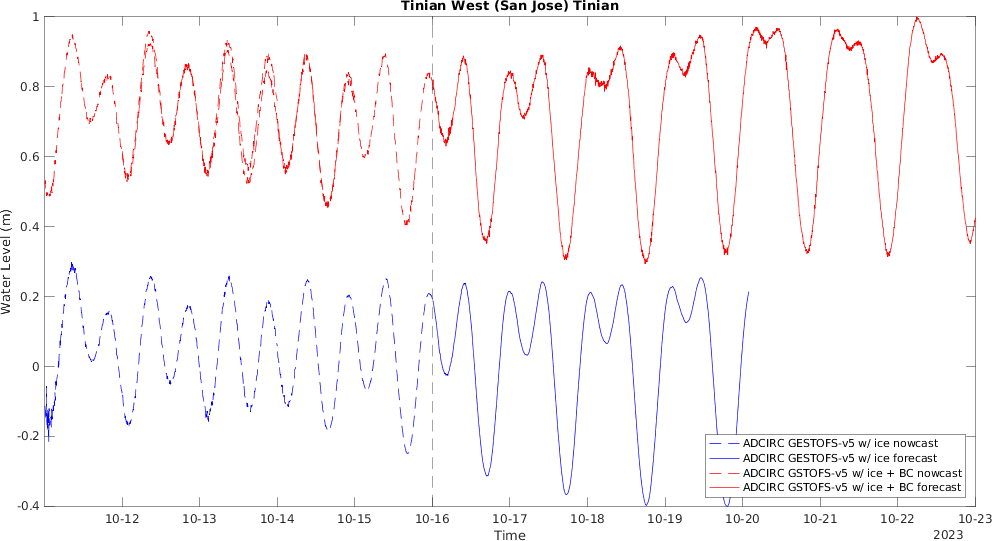 Tinian West (San Jose) Tinian
1
0.8
0.6
0.4
0.2
0
-0.2
-0.4
Water Level (m)
ADCIRC GESTOFS-v5 w/ ice nowcast
ADCIRC GESTOFS-v5 w/ ice forecast
ADCIRC GSTOFS-v5 w/ ice + BC nowcast
ADCIRC GSTOFS-v5 w/ ice + BC forecast
10-12 10-13 10-14 10-15 10-16 10-17 10-18 10-19 10-20 10-21 10-22 10-23
Time
2023